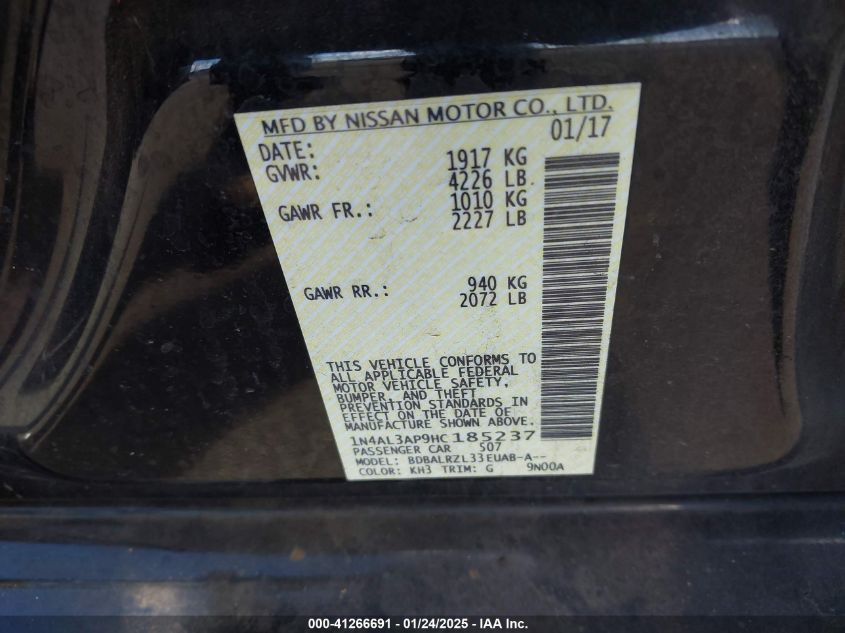 MFD BY NISSAN MOTOR CO., LTD.
DATE: 01/17
GVWR: 1917 KG
4226 LB
GAWR FR.: 1010 KG
2227 LB
GAWR RR.: 940 KG
2072 LB
THIS VEHICLE CONFORMS TO
ALL APPLICABLE FEDERAL
MOTOR VEHICLE SAFETY,
BUMPER, AND THEFT
PREVENTION STANDARDS IN
EFFECT ON THE DATE OF
MANUFACTURE SHOWN ABOVE.
1N4AL3AP9HC185237
PASSENGER CAR S07
MODEL: BDBALRZL33EUAB-A--
COLOR: KH3 TRIM: G 9N00A
000-41266691 - 01/24/2025 - IAA Inc.